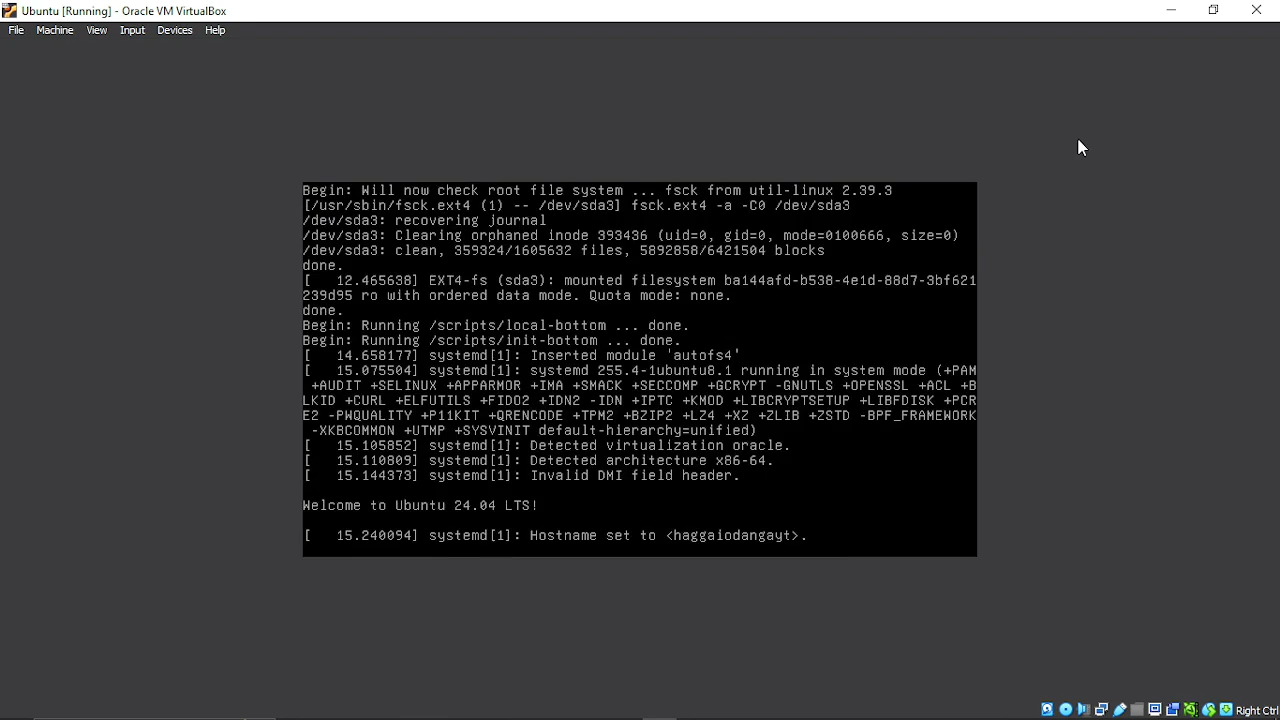 Ubuntu [Running] - Oracle VM VirtualBox
File Machine View Input Devices Help
Begin: Will now check root file system ... fsck from util-linux 2.39.3
[/usr/sbin/fsck.ext4 (1) -- /dev/sda3] fsck.ext4 -a -C0 /dev/sda3
/dev/sda3: recovering journal
/dev/sda3: Clearing orphaned inode 393436 (uid=0, gid=0, mode=0100666, size=0)
/dev/sda3: clean, 359324/1605632 files, 5892858/6421504 blocks
done.
[   12.465638] EXT4-fs (sda3): mounted filesystem ba144afd-b538-4e1d-88d7-3bf621
239d95 ro with ordered data mode. Quota mode: none.
done.
Begin: Running /scripts/local-bottom ... done.
Begin: Running /scripts/init-bottom ... done.
[   14.658177] systemd[1]: Inserted module 'autofs4'
[   15.075504] systemd[1]: systemd 255.4-1ubuntu8.1 running in system mode (+PAM
 +AUDIT +SELINUX +APPARMOR +IMA +SMACK +SECCOMP +GCRYPT -GNUTLS +OPENSSL +ACL +B
LKID +CURL +ELFUTILS +FIDO2 +IDN2 -IDN +IPTC +KMOD +LIBCRYPTSETUP +LIBFDISK +PCR
E2 -PWQUALITY +P11KIT +QRENCODE +TPM2 +BZIP2 +LZ4 +XZ +ZLIB +ZSTD -BPF_FRAMEWORK
 -XKBCOMMON +UTMP +SYSVINIT default-hierarchy=unified)
[   15.105852] systemd[1]: Detected virtualization oracle.
[   15.110809] systemd[1]: Detected architecture x86-64.
[   15.144373] systemd[1]: Invalid DMI field header.
Welcome to Ubuntu 24.04 LTS!
[   15.240094] systemd[1]: Hostname set to <haggaiodangayt>.
Right Ctrl